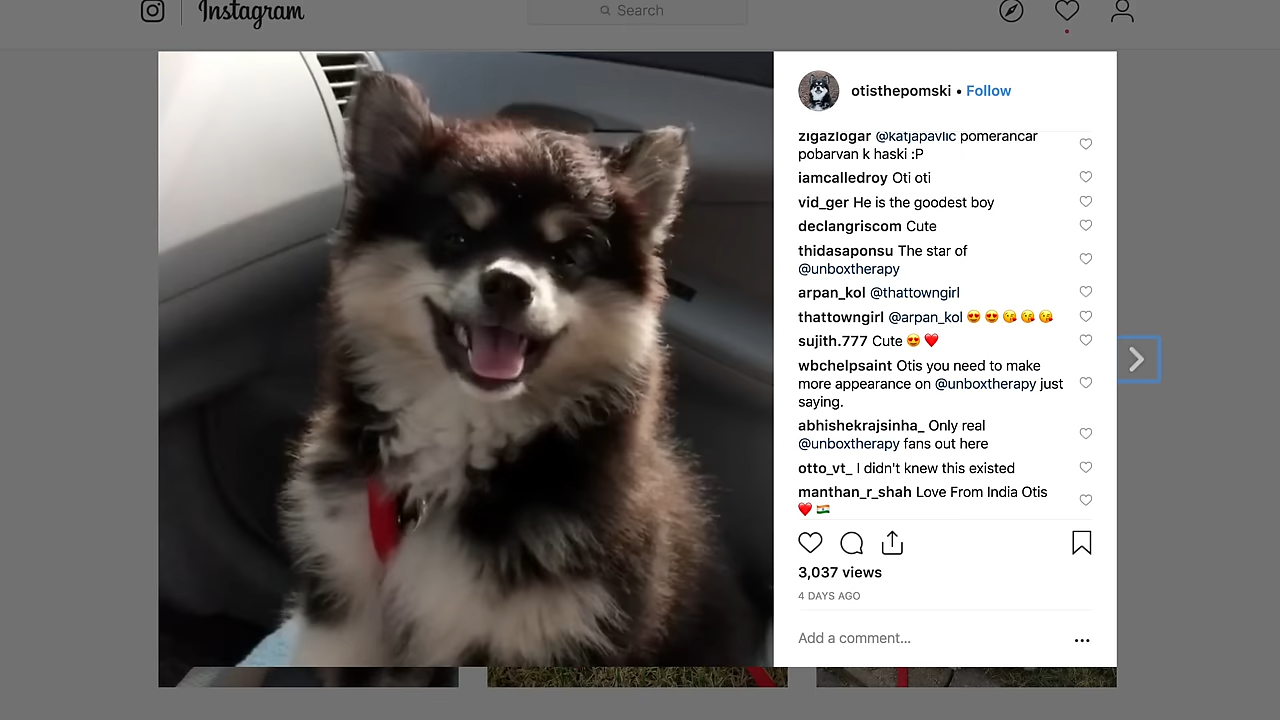 Instagram
Search
otisthepomski • Follow
zigazlogar @katjapavlic pomerancar
pobarvan k haski :P
iamcalledroy Oti oti
vid_ger He is the goodest boy
declangriscom Cute
thidasaponsu The star of
@unboxtherapy
arpan_kol @thattowngirl
thattowngirl @arpan_kol 😍 😍 😘 😘 😘
sujith.777 Cute 😍 ❤️
wbchelpsaint Otis you need to make
more appearance on @unboxtherapy just
saying.
abhishekrajsinha_ Only real
@unboxtherapy fans out here
otto_vt_ I didn't knew this existed
manthan_r_shah Love From India Otis
❤️ 🇮🇳
3,037 views
4 DAYS AGO
Add a comment...